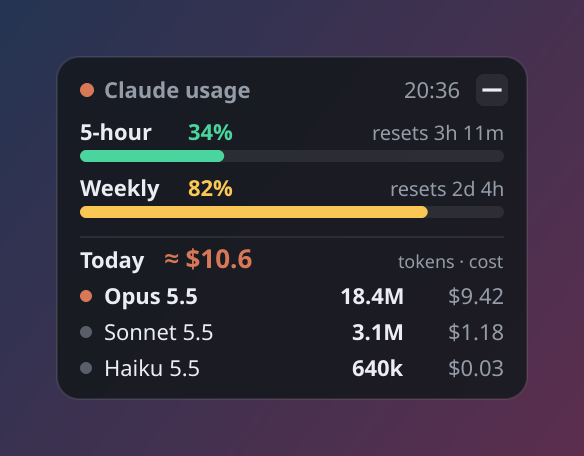 Claude usage 20:36
5-hour 34% resets 3h 11m
Weekly 82% resets 2d 4h
Today ≈ $10.6 tokens · cost
Opus 5.5 18.4M $9.42
Sonnet 5.5 3.1M $1.18
Haiku 5.5 640k $0.03